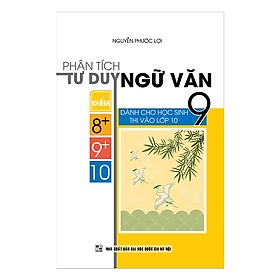 NGUYỄN PHƯỚC LỢI
PHÂN TÍCH
TƯ DUY NGỮ VĂN
9
DÀNH CHO HỌC SINH
THI VÀO LỚP 10
ĐIỂM
8+
9+
10
NHÀ XUẤT BẢN ĐẠI HỌC QUỐC GIA HÀ NỘI